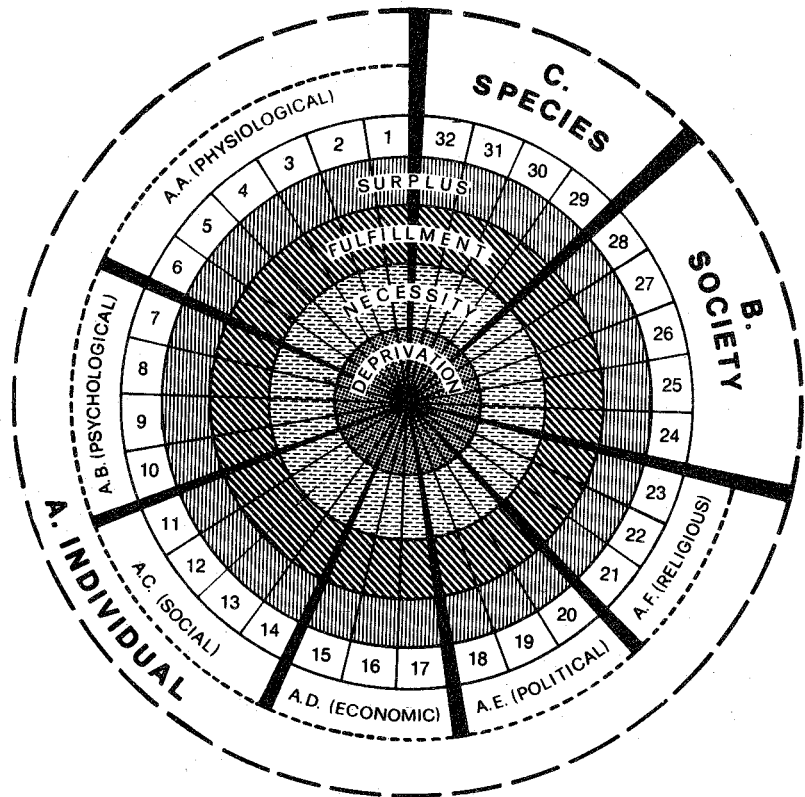 C.
SPECIES
B.
SOCIETY
A. INDIVIDUAL
A.A. (PHYSIOLOGICAL)
A.B. (PSYCHOLOGICAL)
A.C. (SOCIAL)
A.D. (ECONOMIC)
A.E. (POLITICAL)
A.F. (RELIGIOUS)
1
2
3
4
5
6
7
8
9
10
11
12
13
14
15
16
17
18
19
20
21
22
23
24
25
26
27
28
29
30
31
32
SURPLUS
FULFILLMENT
NECESSITY
DEPRIVATION